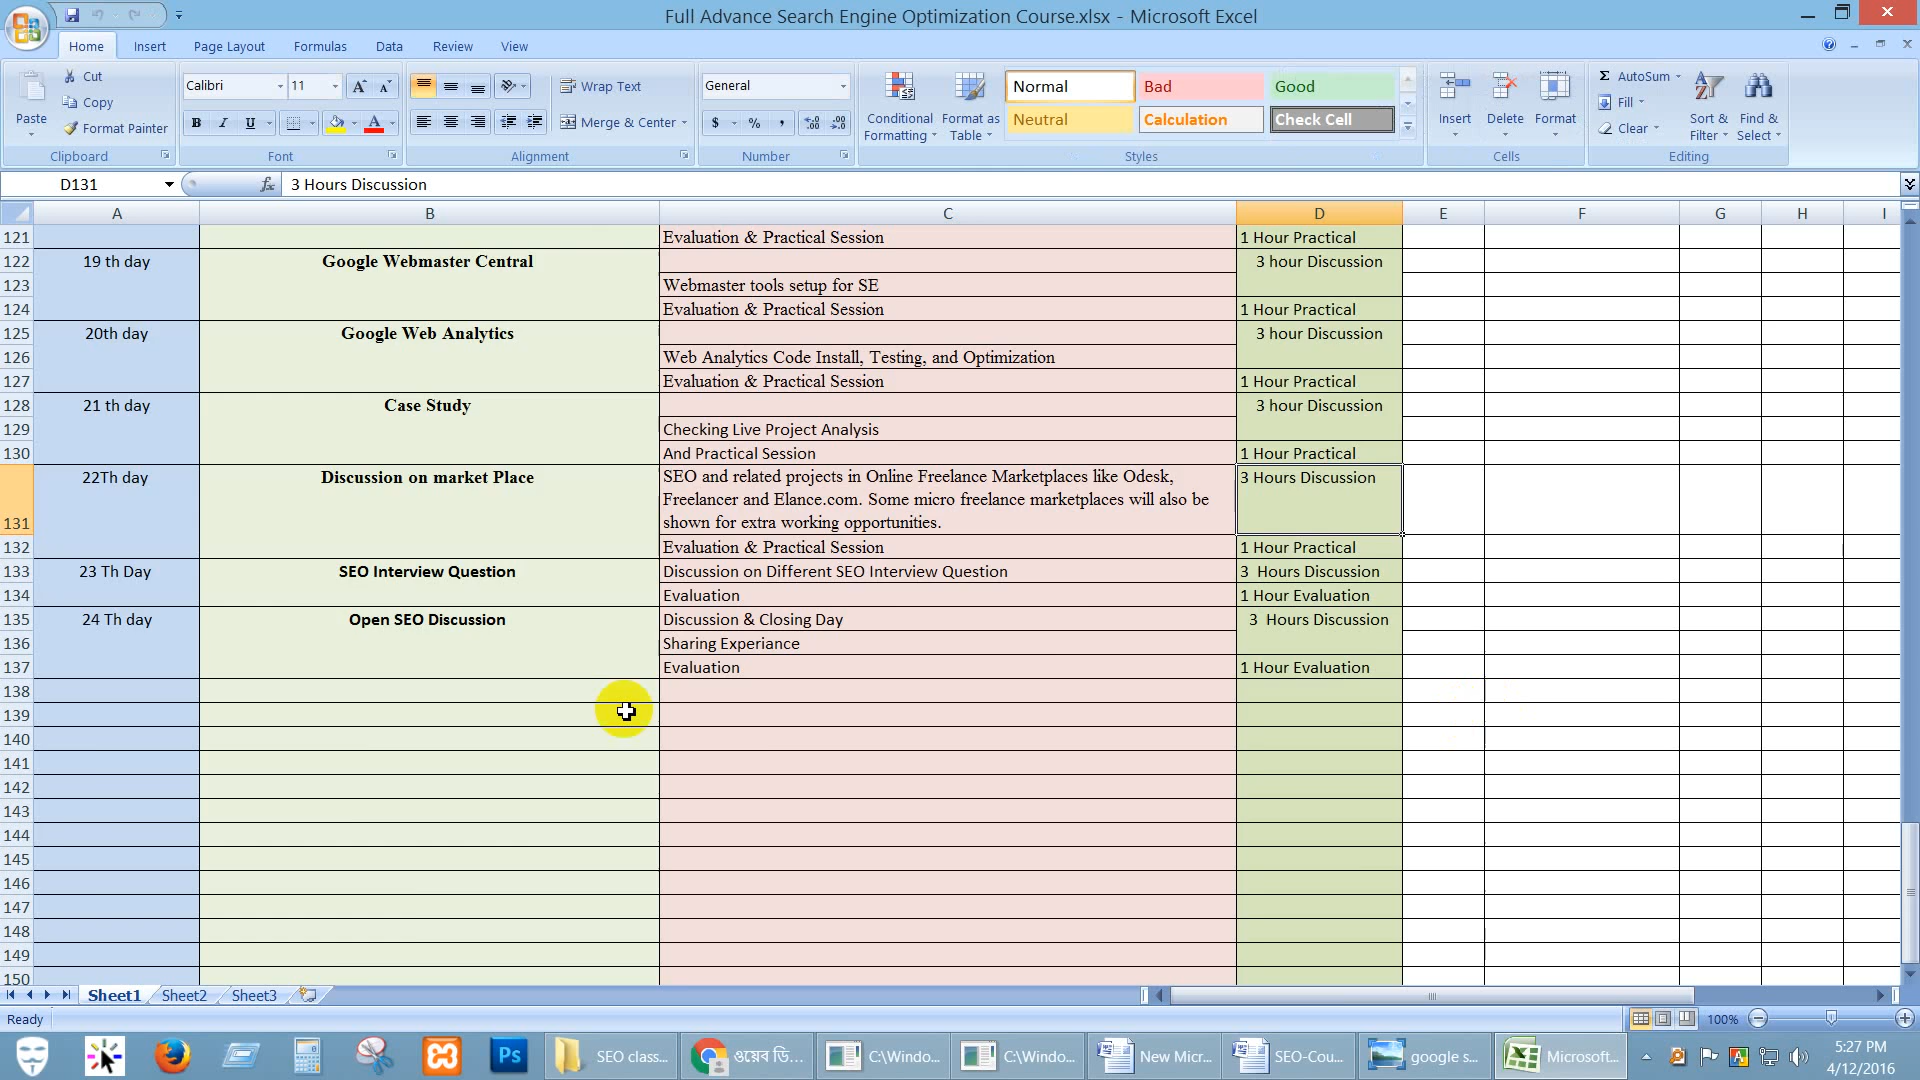 Full Advance Search Engine Optimization Course.xlsx - Microsoft Excel
Home Insert Page Layout Formulas Data Review View
Paste Cut Copy Format Painter Clipboard
Calibri 11 B I U Font
Wrap Text Merge & Center Alignment
General $ % , Number
Conditional Formatting Format as Table Normal Bad Good Neutral Calculation Check Cell Styles
Insert Delete Format Cells
Σ AutoSum Fill Clear Sort & Filter Find & Select Editing
D131 fx 3 Hours Discussion
A B C D E F G H I
121 Evaluation & Practical Session 1 Hour Practical
122 19 th day Google Webmaster Central 3 hour Discussion
123 Webmaster tools setup for SE
124 Evaluation & Practical Session 1 Hour Practical
125 20th day Google Web Analytics 3 hour Discussion
126 Web Analytics Code Install, Testing, and Optimization
127 Evaluation & Practical Session 1 Hour Practical
128 21 th day Case Study 3 hour Discussion
129 Checking Live Project Analysis
130 And Practical Session 1 Hour Practical
22Th day Discussion on market Place SEO and related projects in Online Freelance Marketplaces like Odesk, 3 Hours Discussion
Freelancer and Elance.com. Some micro freelance marketplaces will also be
131 shown for extra working opportunities.
132 Evaluation & Practical Session 1 Hour Practical
133 23 Th Day SEO Interview Question Discussion on Different SEO Interview Question 3 Hours Discussion
134 Evaluation 1 Hour Evaluation
135 24 Th day Open SEO Discussion Discussion & Closing Day 3 Hours Discussion
136 Sharing Experiance
137 Evaluation 1 Hour Evaluation
138
139
140
141
142
143
144
145
146
147
148
149
150
Sheet1 Sheet2 Sheet3
Ready 100%
Ps SEO class... ওয়েব ডি... C:\Windo... C:\Windo... New Micr... SEO-Cou... google s... Microsoft... 5:27 PM
4/12/2016